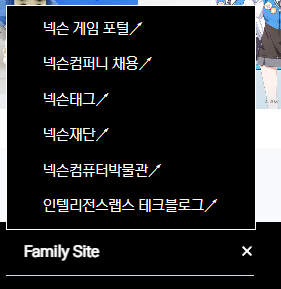 넥슨 게임 포털↗
넥슨컴퍼니 채용↗
넥슨태그↗
넥슨재단↗
넥슨컴퓨터박물관↗
인텔리전스랩스 테크블로그↗
Family Site ×